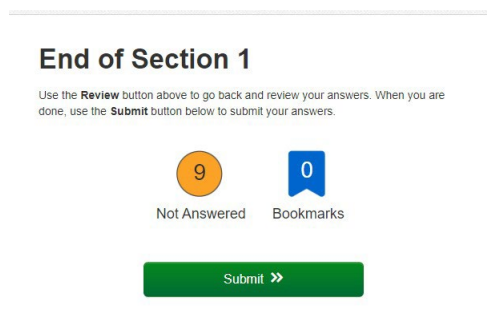 End of Section 1
Use the Review button above to go back and review your answers. When you are
done, use the Submit button below to submit your answers.
9
0
Not Answered
Bookmarks
Submit »